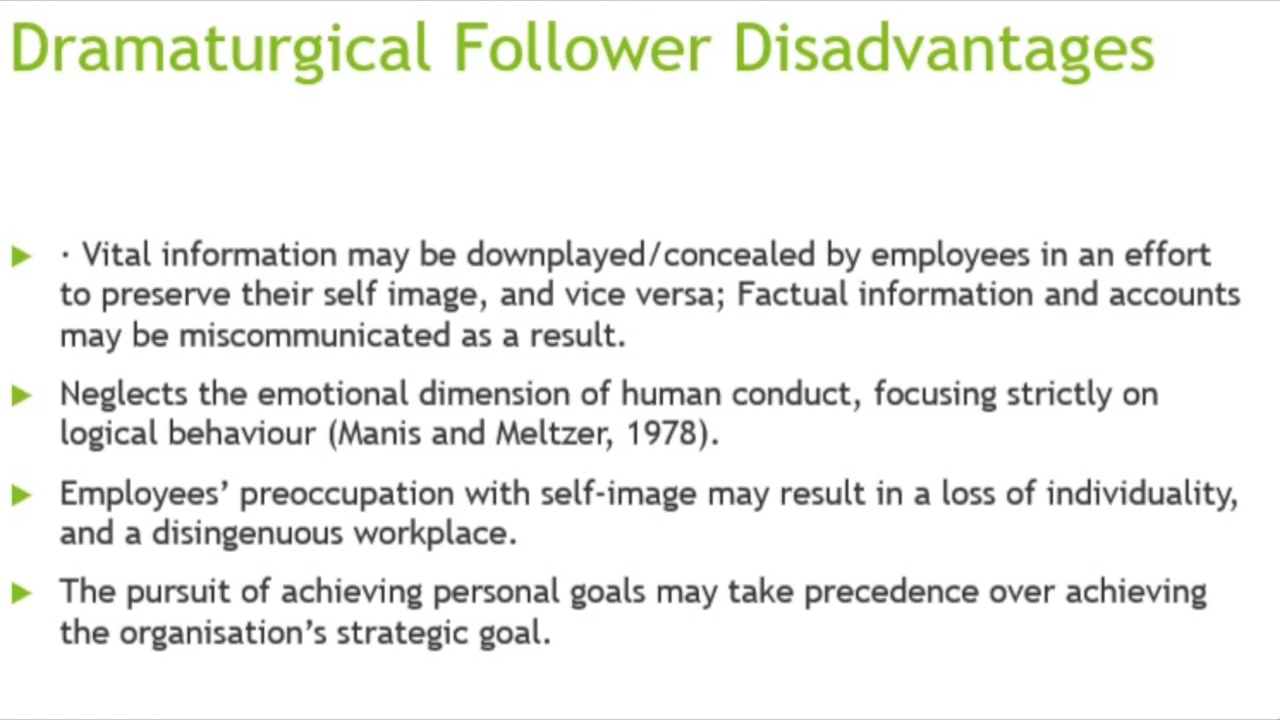 Dramaturgical Follower Disadvantages
· Vital information may be downplayed/concealed by employees in an effort
to preserve their self image, and vice versa; Factual information and accounts
may be miscommunicated as a result.
Neglects the emotional dimension of human conduct, focusing strictly on
logical behaviour (Manis and Meltzer, 1978).
Employees’ preoccupation with self-image may result in a loss of individuality,
and a disingenuous workplace.
The pursuit of achieving personal goals may take precedence over achieving
the organisation’s strategic goal.